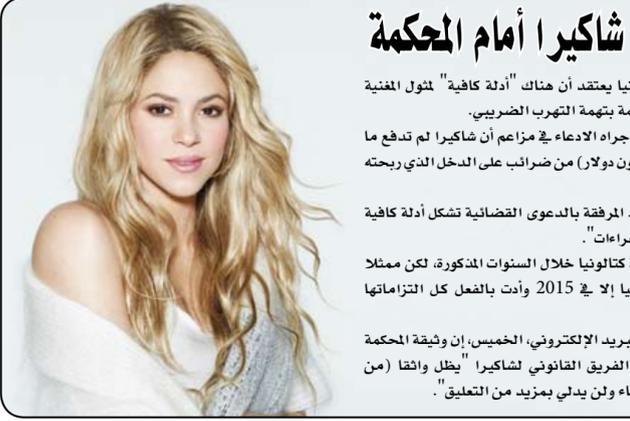 شاكيرا أمام المحكمة
نيا يعتقد أن هناك "أدلة كافية" لمثول المغنية
مة بتهمة التهرب الضريبي.
جراه الادعاء في مزاعم أن شاكيرا لم تدفع ما
ون دولار) من ضرائب على الدخل الذي ربحته
المرفقة بالدعوى القضائية تشكل أدلة كافية
راءات".
كتالونيا خلال السنوات المذكورة، لكن ممثلا
يا إلا في 2015 وأدت بالفعل كل التزاماتها
بريد الإلكتروني، الخميس، إن وثيقة المحكمة
الفريق القانوني لشاكيرا "يظل واثقا (من
اء ولن يدلي بمزيد من التعليق".